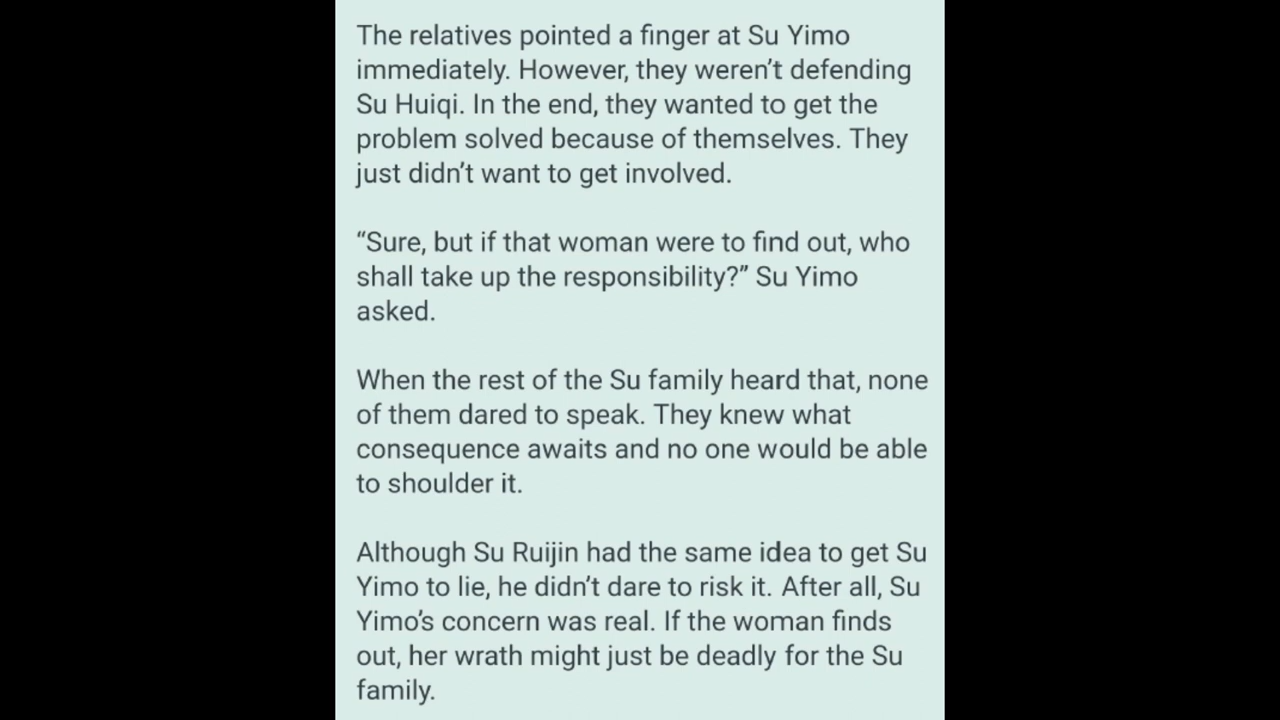 The relatives pointed a finger at Su Yimo
immediately. However, they weren’t defending
Su Huiqi. In the end, they wanted to get the
problem solved because of themselves. They
just didn’t want to get involved.
“Sure, but if that woman were to find out, who
shall take up the responsibility?” Su Yimo
asked.
When the rest of the Su family heard that, none
of them dared to speak. They knew what
consequence awaits and no one would be able
to shoulder it.
Although Su Ruijin had the same idea to get Su
Yimo to lie, he didn’t dare to risk it. After all, Su
Yimo’s concern was real. If the woman finds
out, her wrath might just be deadly for the Su
family.